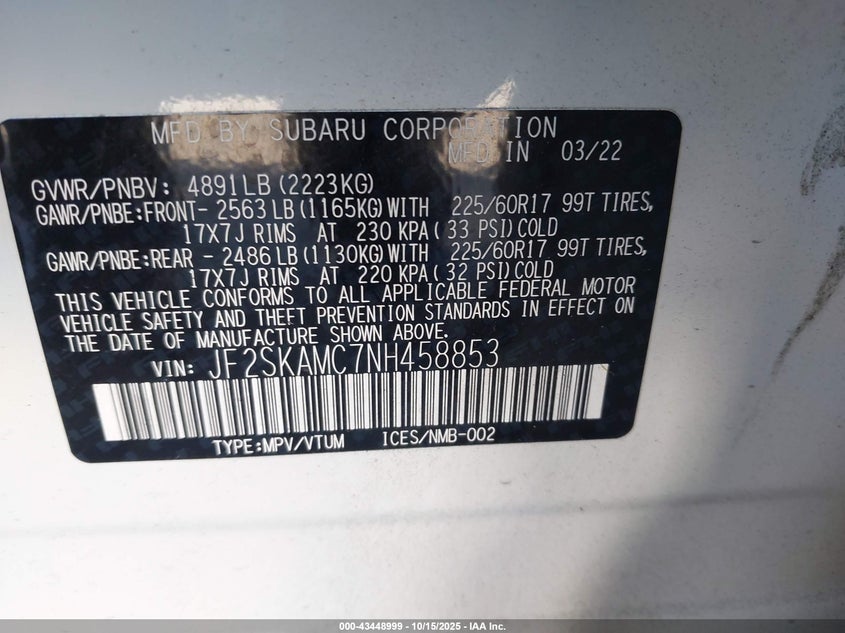 MFD BY SUBARU CORPORATION
MFD IN 03/22
GVWR/PNBV: 4891LB(2223KG)
GAWR/PNBE:FRONT- 2563LB(1165KG)WITH 225/60R17 99T TIRES,
17X7J RIMS AT 230 KPA( 33 PSI)COLD
GAWR/PNBE:REAR - 2486LB(1130KG)WITH 225/60R17 99T TIRES,
17X7J RIMS AT 220 KPA( 32 PSI)COLD
THIS VEHICLE CONFORMS TO ALL APPLICABLE FEDERAL MOTOR
VEHICLE SAFETY AND THEFT PREVENTION STANDARDS IN EFFECT ON
THE DATE OF MANUFACTURE SHOWN ABOVE.
VIN: JF2SKAMC7NH458853
TYPE:MPV/VTUM ICES/NMB-002
000-43448999 - 10/15/2025 - IAA Inc.